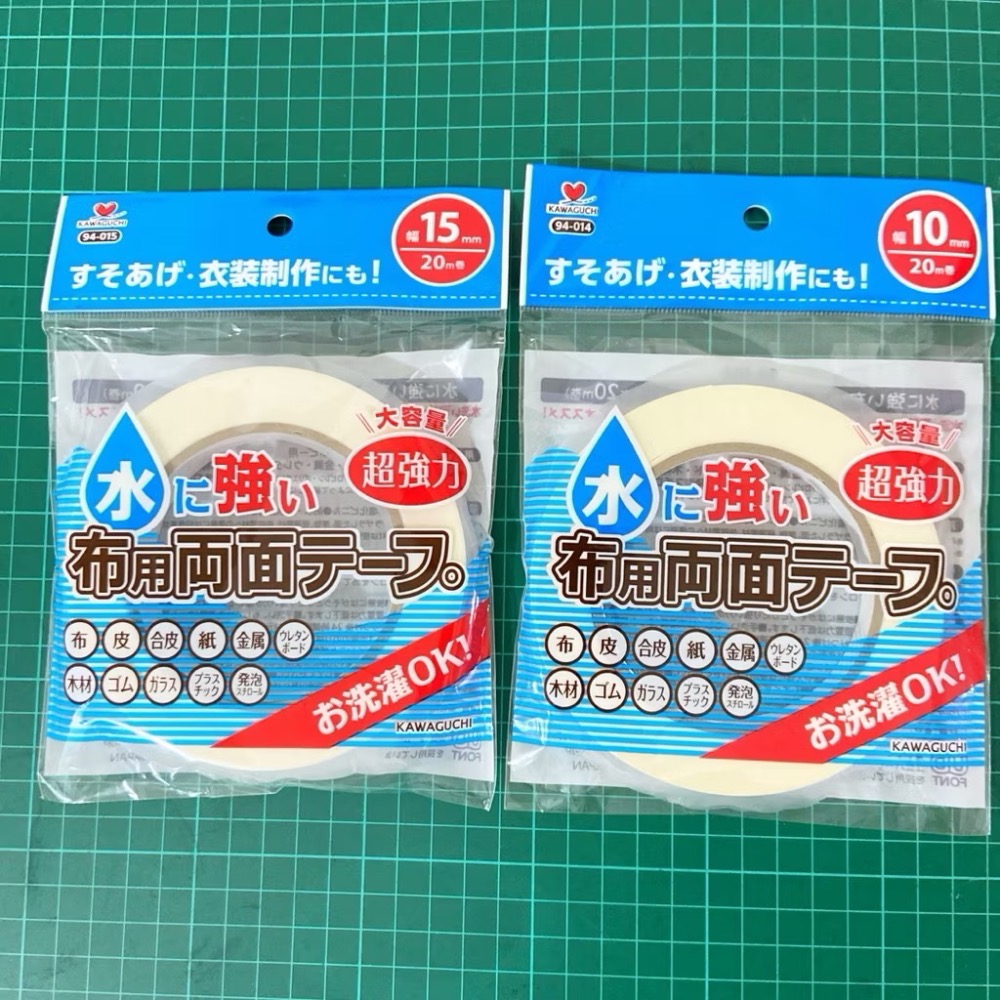 KAWAGUCHI
94-015
幅15mm
20m巻
すそあげ・衣装制作にも!
大容量
超強力
水に強い
布用両面テープ。
布 皮 合皮 紙 金属 ウレタンボード
木材 ゴム ガラス プラスチック 発泡スチロール
お洗濯OK!
KAWAGUCHI
KAWAGUCHI
94-014
幅10mm
20m巻
すそあげ・衣装制作にも!
大容量
超強力
水に強い
布用両面テープ。
布 皮 合皮 紙 金属 ウレタンボード
木材 ゴム ガラス プラスチック 発泡スチロール
お洗濯OK!
KAWAGUCHI